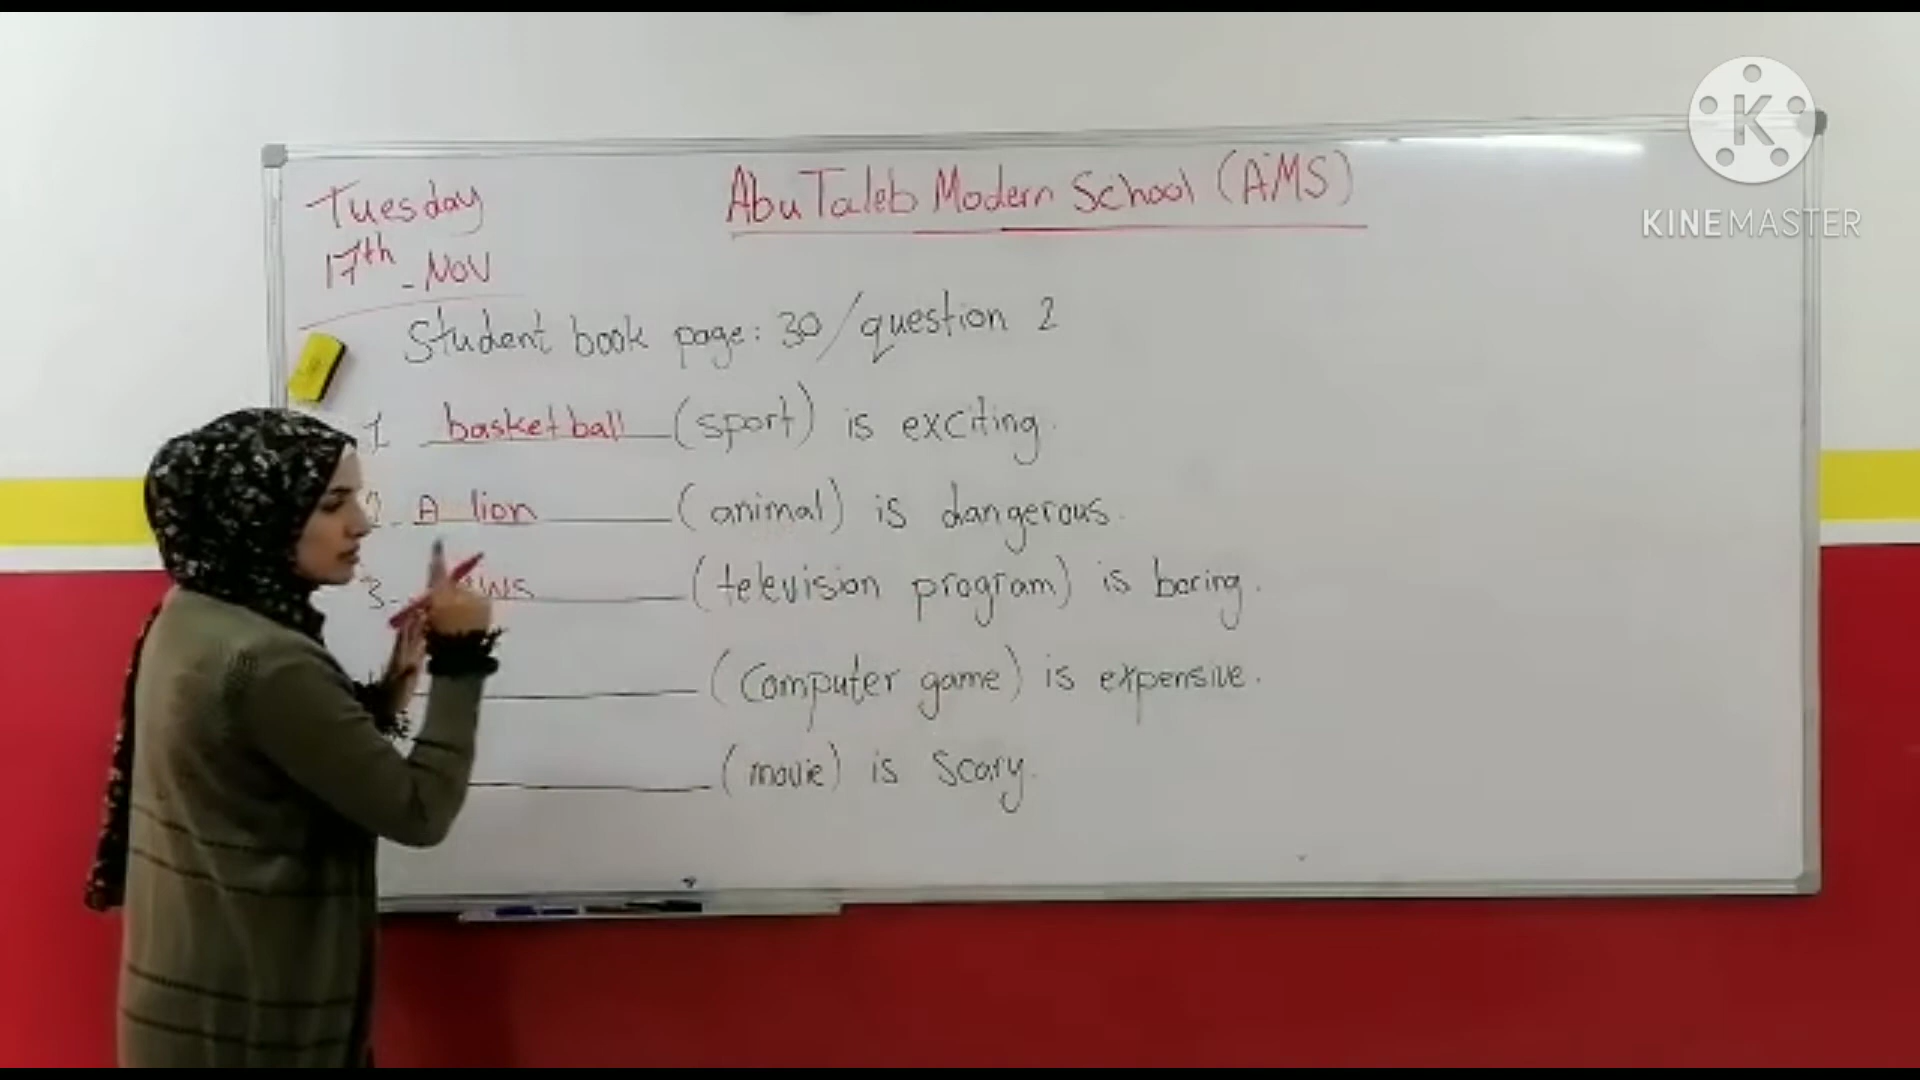 Tuesday
17th - Nov
Abu Taleb Modern School (AMS)
Student book page: 30/question 2
1 basketball (sport) is exciting.
2- A lion (animal) is dangerous.
3- (television program) is boring.
(computer game) is expensive.
(movie) is scary.
K
KINEMASTER